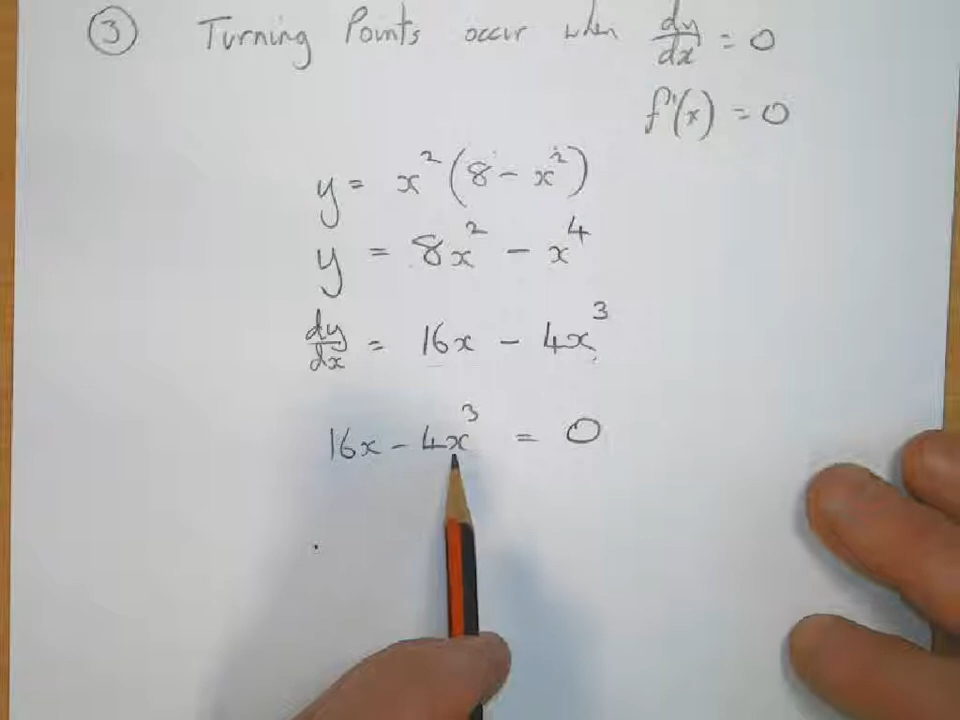 ③ Turning Points occur when dy/dx = 0
f'(x) = 0
y = x²(8 - x²)
y = 8x² - x⁴
dy/dx = 16x - 4x³
16x - 4x³ = 0